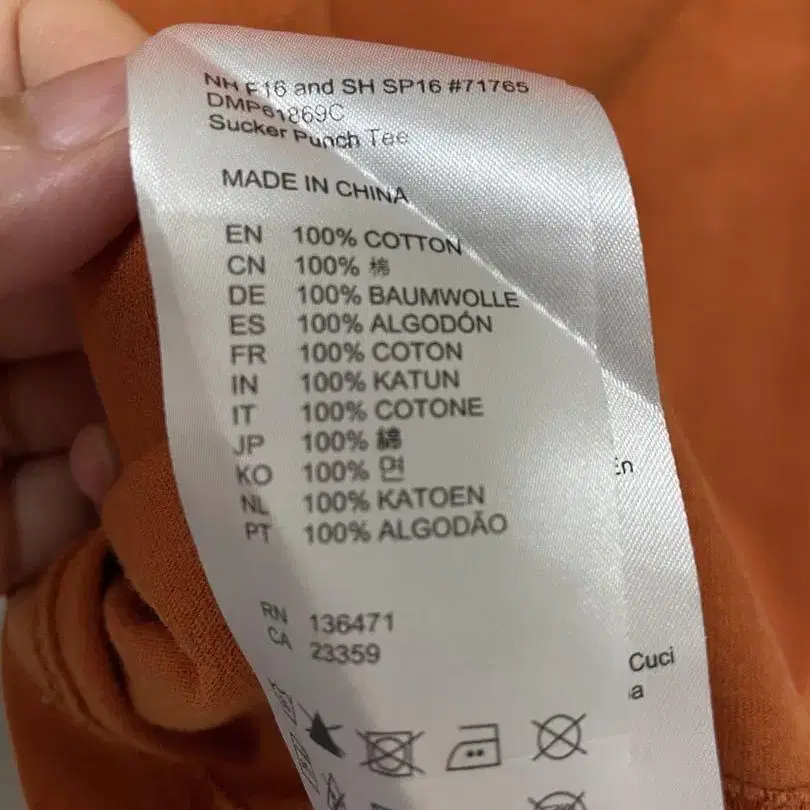 NH F16 and SH SP16 #71765
DMP61869C
Sucker Punch Tee
MADE IN CHINA
EN 100% COTTON
CN 100% 棉
DE 100% BAUMWOLLE
ES 100% ALGODÓN
FR 100% COTON
IN 100% KATUN
IT 100% COTONE
JP 100% 綿
KO 100% 면
NL 100% KATOEN
PT 100% ALGODÃO
RN 136471
CA 23359
En
Cuci
a